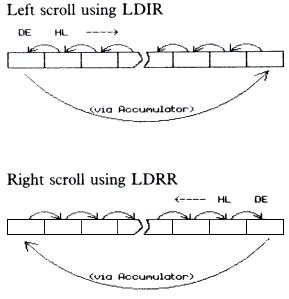 Left scroll using LDIR
DE HL ---->
(via Accumulator)
Right scroll using LDRR
<---- HL DE
(via Accumulator)